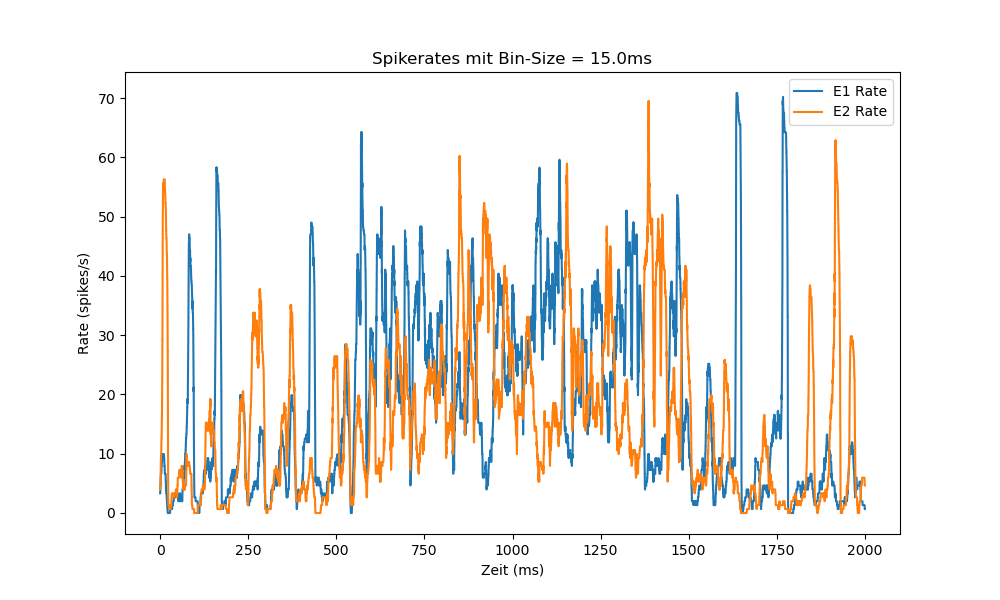 Spikerates mit Bin-Size = 15.0ms
E1 Rate
E2 Rate
70
60
50
40
30
20
10
0
Rate (spikes/s)
0 250 500 750 1000 1250 1500 1750 2000
Zeit (ms)